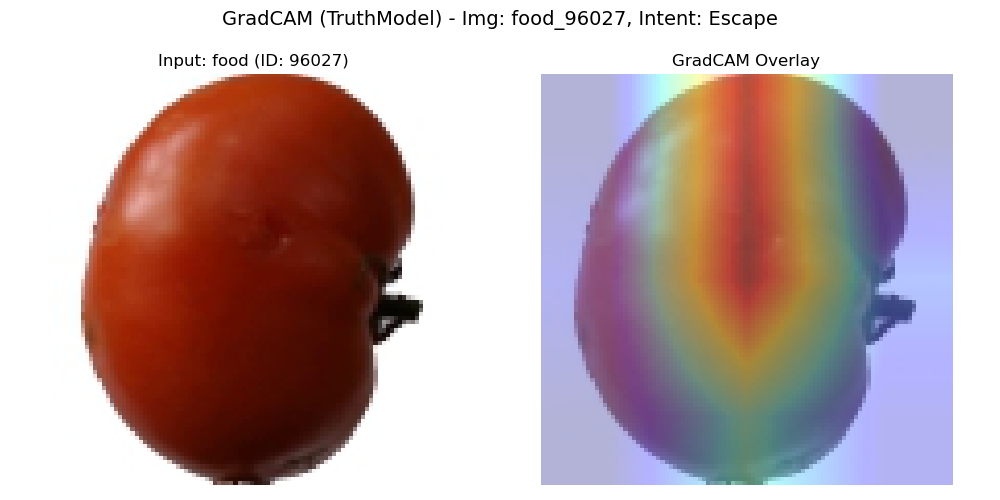 GradCAM (TruthModel) - Img: food_96027, Intent: Escape
Input: food (ID: 96027)
GradCAM Overlay